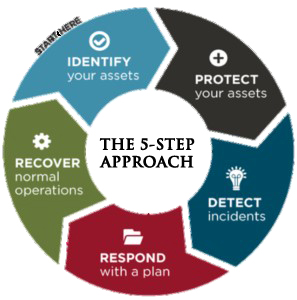 START HERE
IDENTIFY
your assets
PROTECT
your assets
DETECT
incidents
RESPOND
with a plan
RECOVER
normal
operations
THE 5-STEP
APPROACH